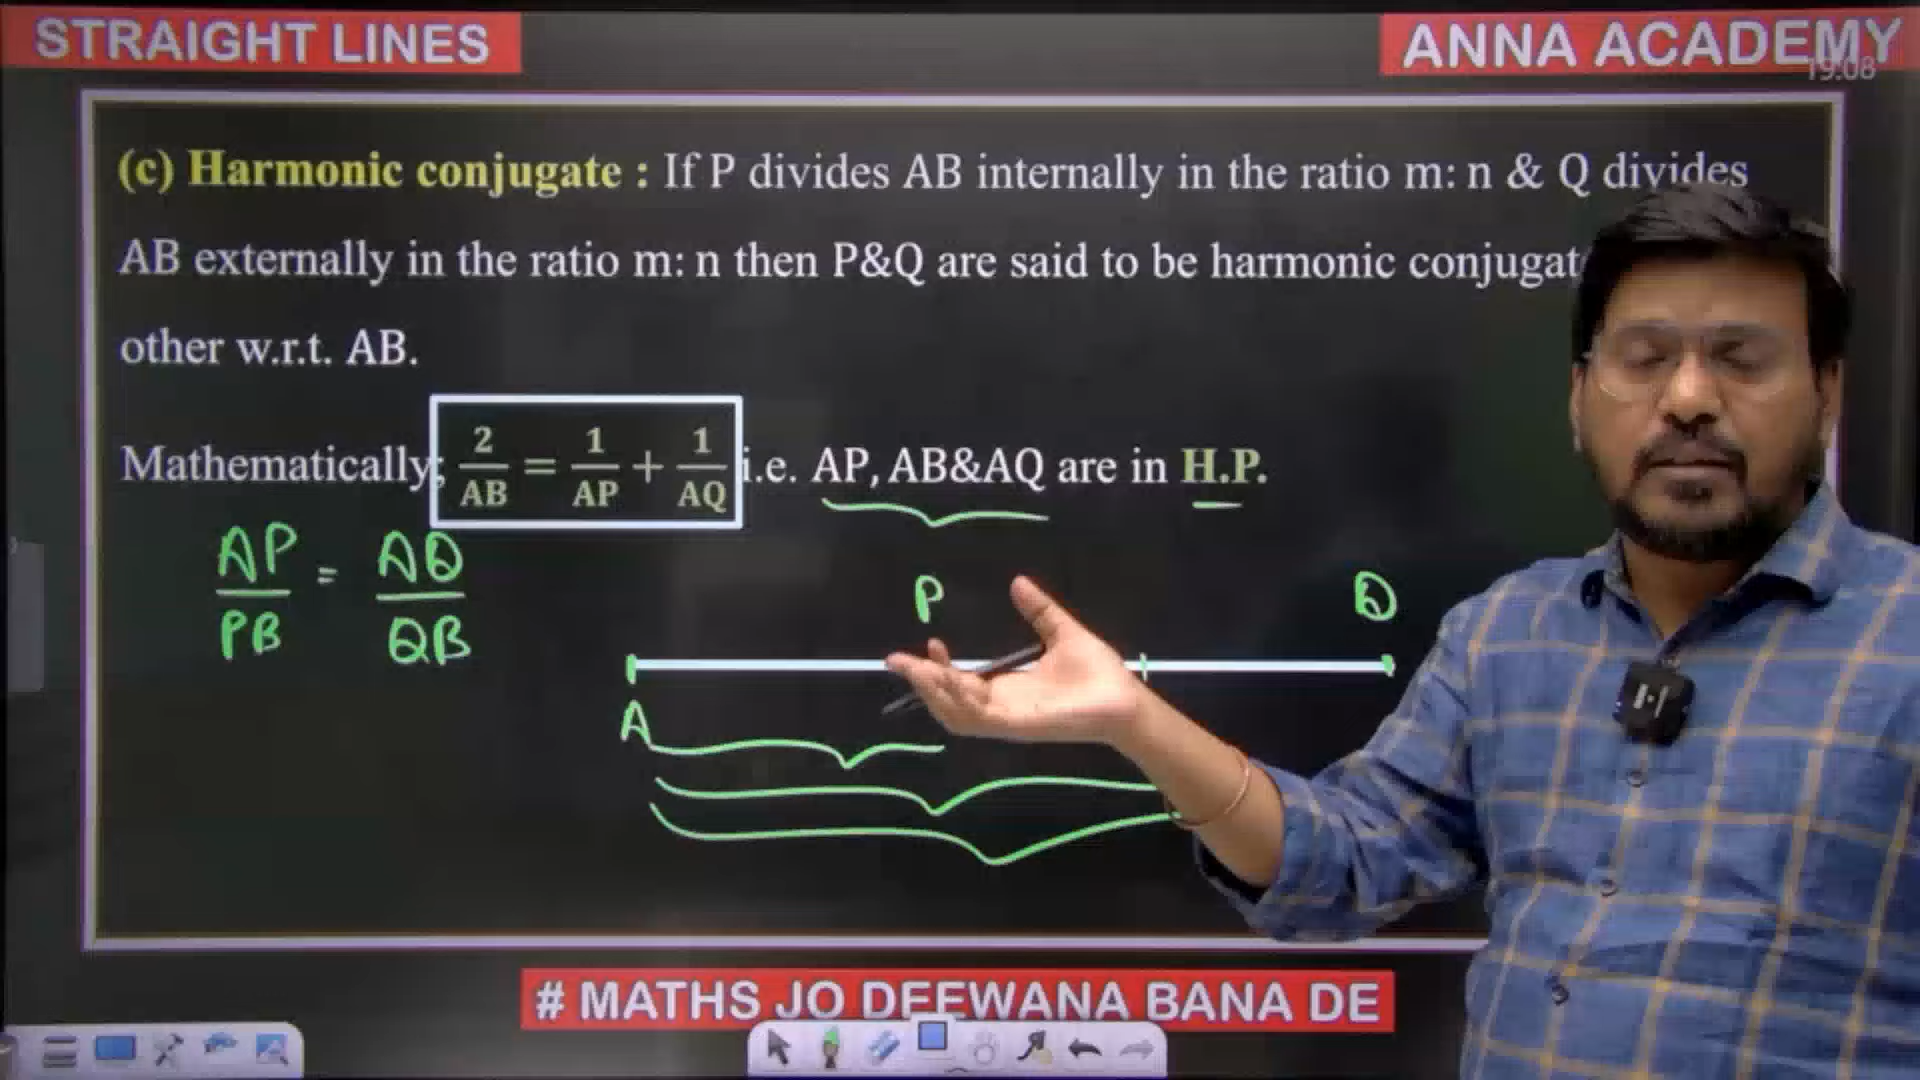 STRAIGHT LINES
ANNA ACADEMY
19:08
(c) Harmonic conjugate : If P divides AB internally in the ratio m: n & Q divides
AB externally in the ratio m: n then P&Q are said to be harmonic conjugat
other w.r.t. AB.
Mathematically; 2/AB = 1/AP + 1/AQ i.e. AP, AB&AQ are in H.P.
AP/PB = AQ/QB
P Q
A
# MATHS JO DEEWANA BANA DE